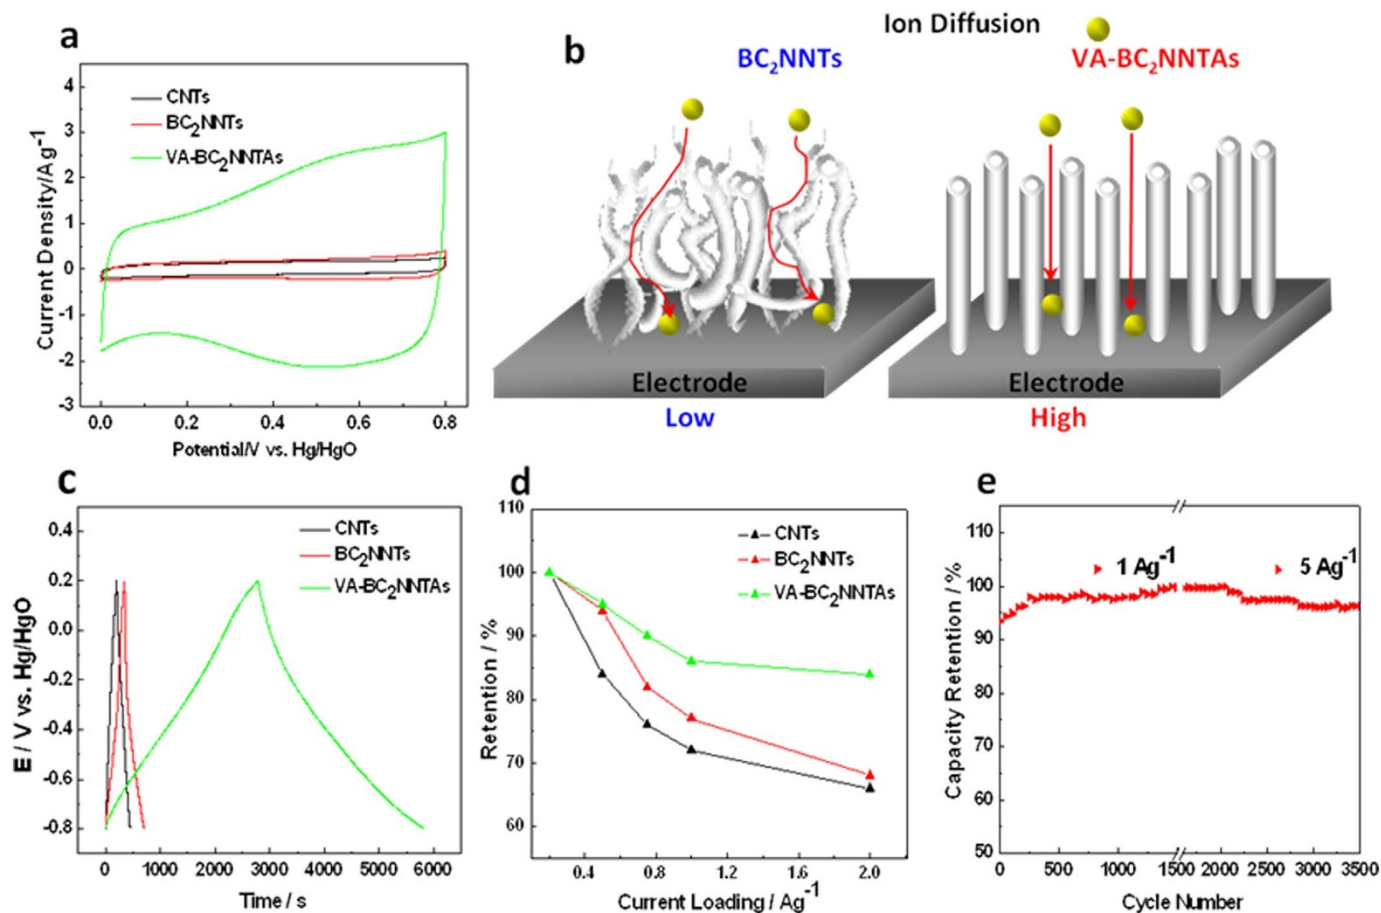 a
4
3
2
1
0
-1
-2
-3
Current Density/Ag⁻¹
CNTs
BC₂NNTs
VA-BC₂NNTAs
0.0 0.2 0.4 0.6 0.8
Potential/V vs. Hg/HgO
b
Ion Diffusion
BC₂NNTs
VA-BC₂NNTAs
Electrode
Electrode
Low
High
c
0.4
0.2
0.0
-0.2
-0.4
-0.6
-0.8
E / V vs. Hg/HgO
CNTs
BC₂NNTs
VA-BC₂NNTAs
0 1000 2000 3000 4000 5000 6000
Time / s
d
110
100
90
80
70
60
Retention / %
CNTs
BC₂NNTs
VA-BC₂NNTAs
0.4 0.8 1.2 1.6 2.0
Current Loading / Ag⁻¹
e
110
100
90
80
70
60
50
Capacity Retention / %
1 Ag⁻¹
5 Ag⁻¹
0 500 1000 1500 2000 2500 3000 3500
Cycle Number